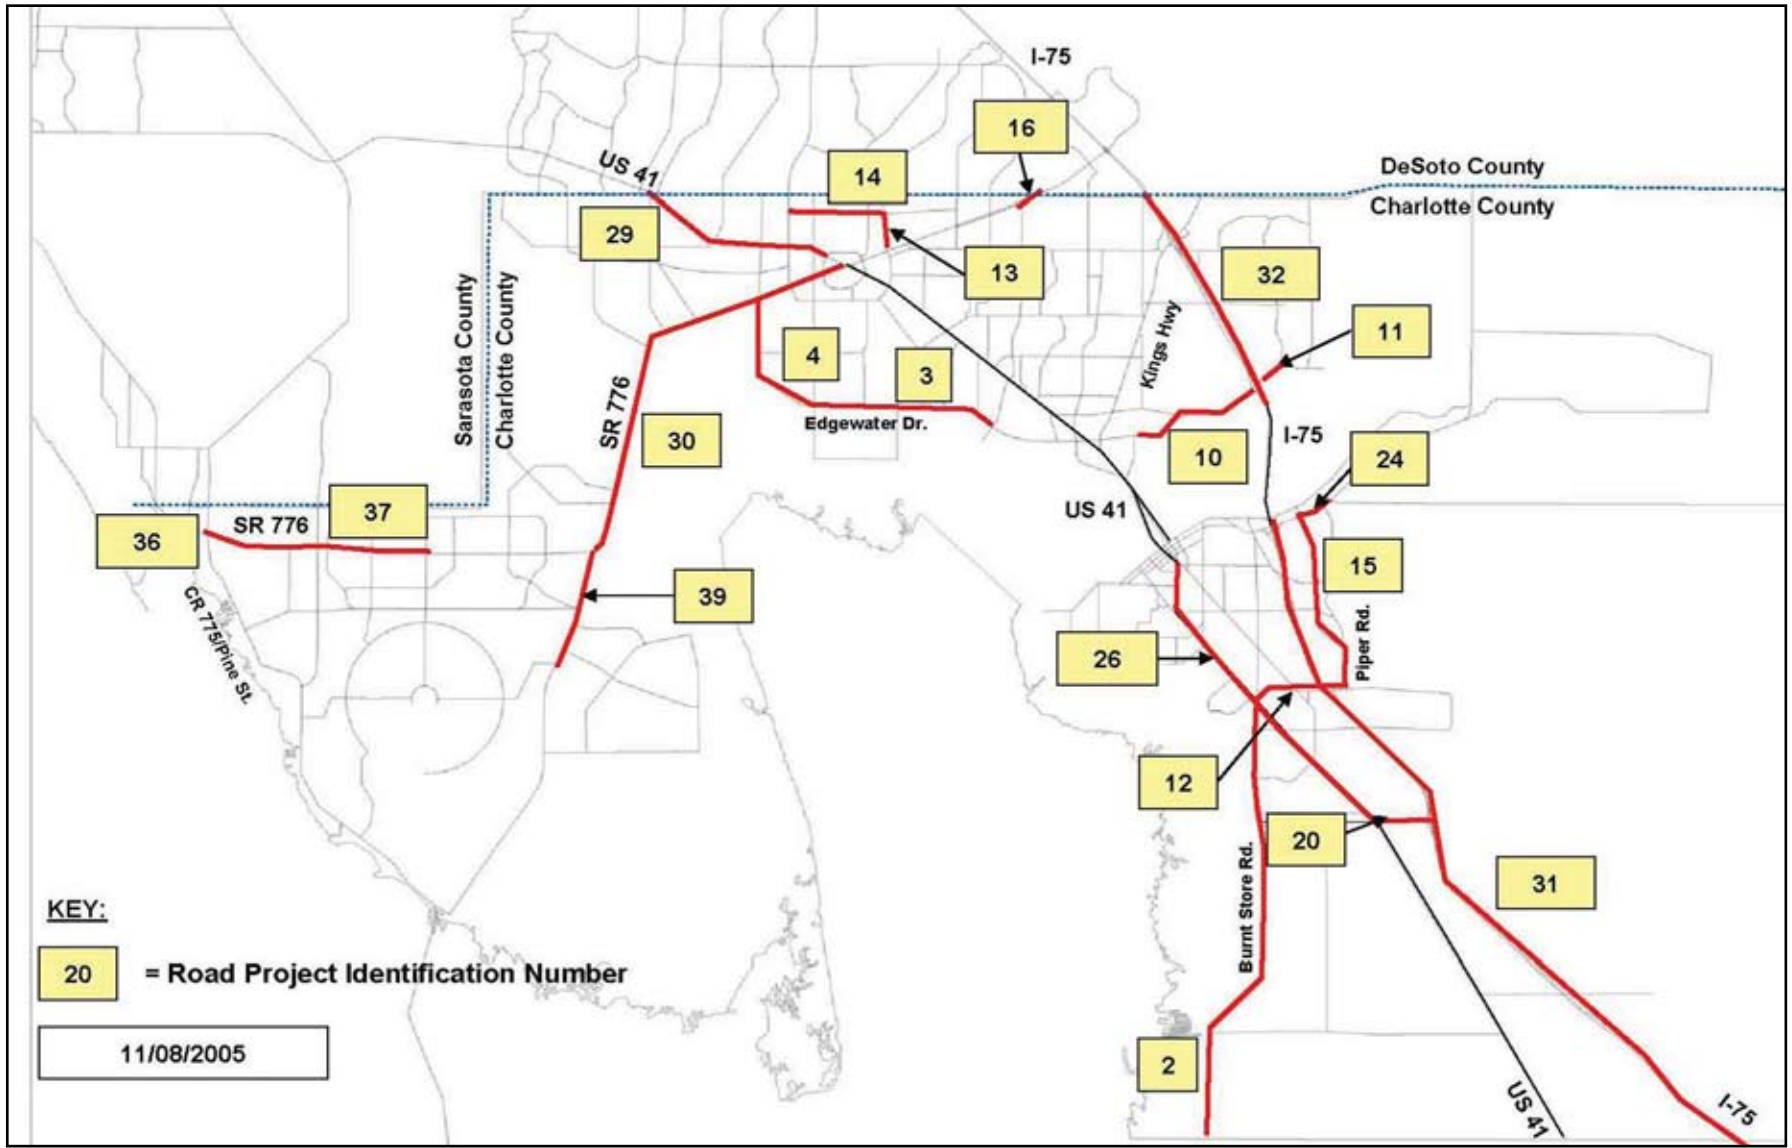 I-75
16
US 41
14
DeSoto County
Charlotte County
29
13
32
Sarasota County
Charlotte County
Kings Hwy
11
4
3
SR 776
Edgewater Dr.
30
I-75
10
24
37
US 41
SR 776
36
15
39
CR 775/Pine St.
Piper Rd.
26
12
20
Burnt Store Rd.
31
KEY:
20 = Road Project Identification Number
11/08/2005
2
US 41
I-75